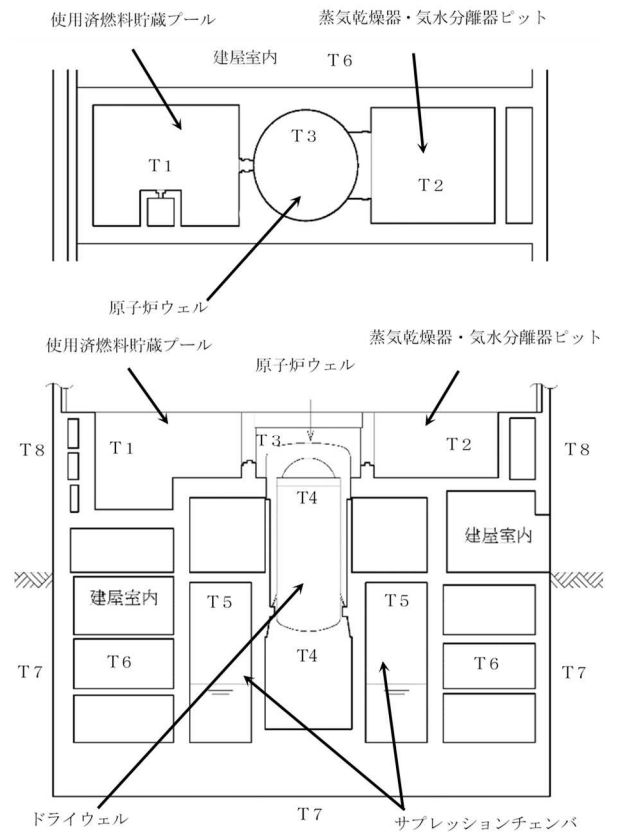 使用済燃料貯蔵プール
蒸気乾燥器・気水分離器ピット
建屋室内 T6
T3
T1
T2
原子炉ウェル
使用済燃料貯蔵プール
蒸気乾燥器・気水分離器ピット
原子炉ウェル
T8
T1
T3
T2
T8
T4
建屋室内
建屋室内
T5
T5
T7
T6
T4
T6
T7
ドライウェル
T7
サプレッションチェンバ